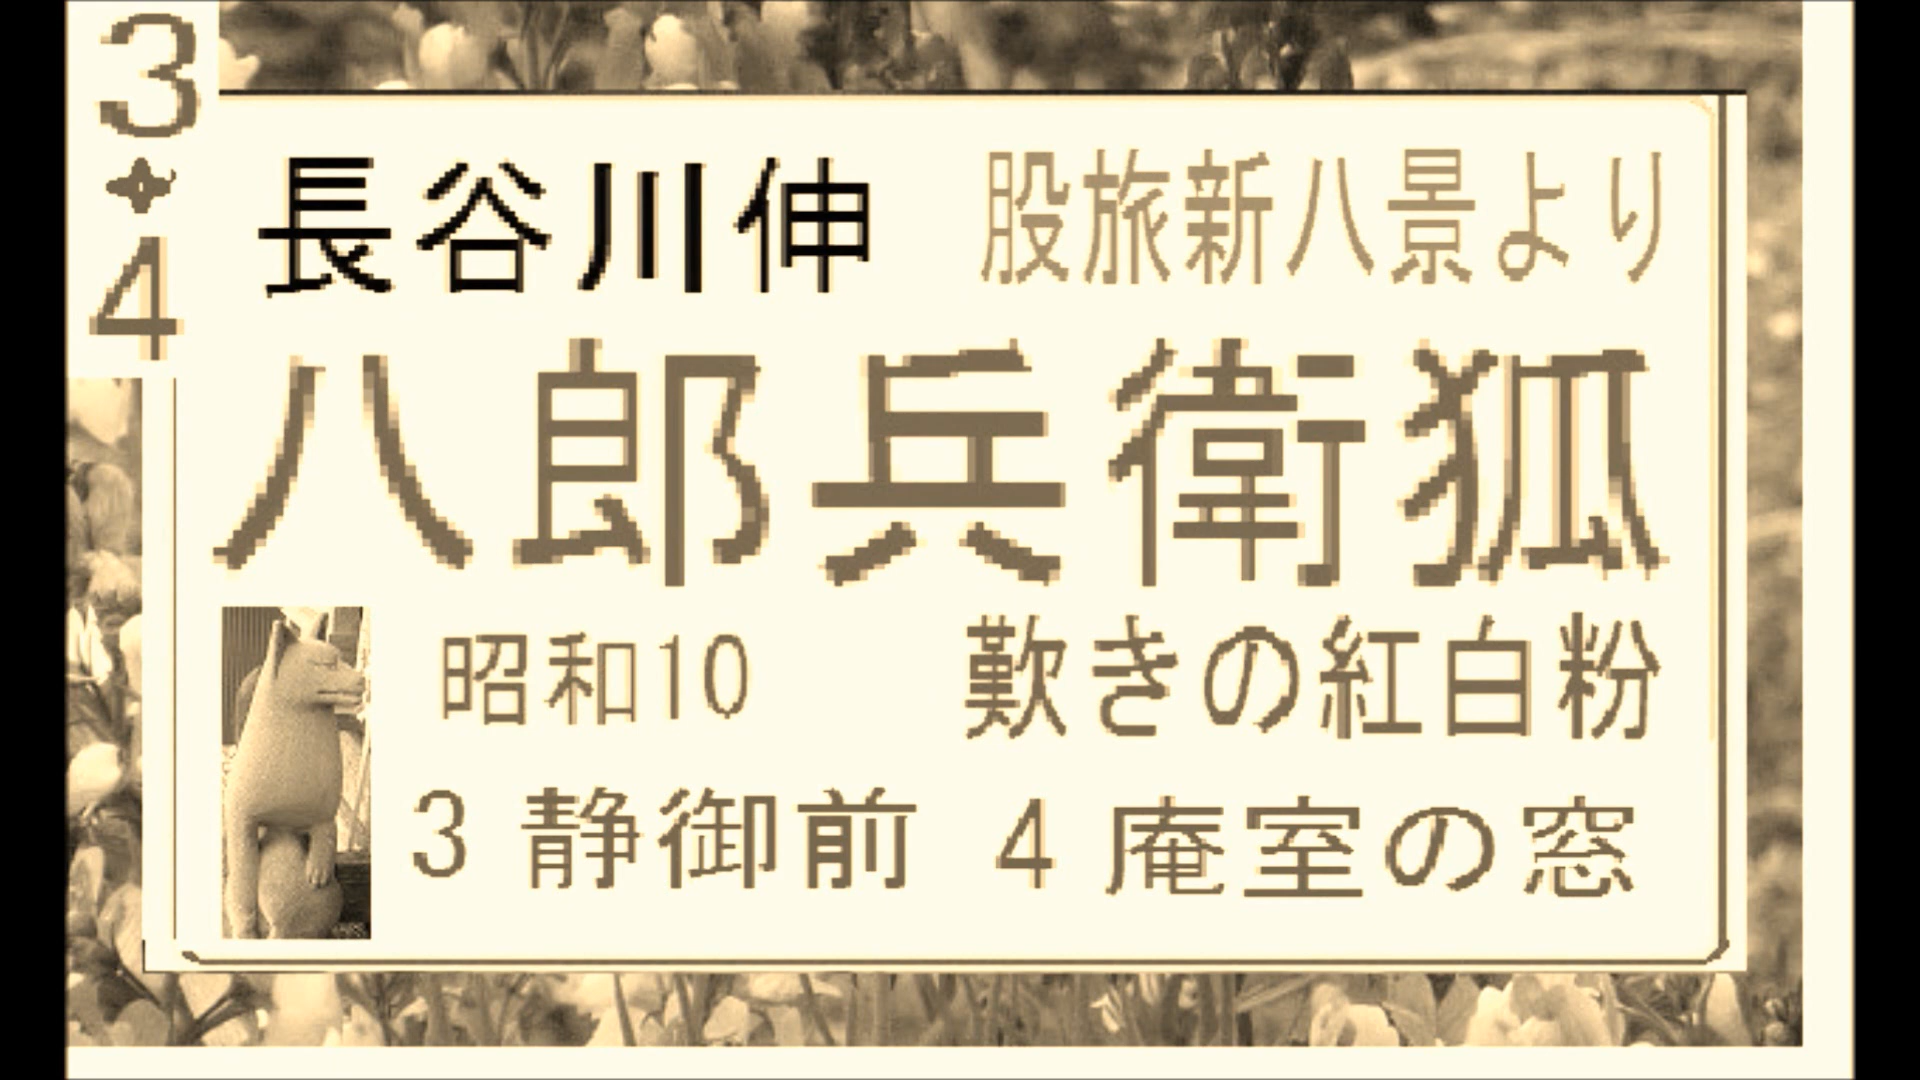 3
4
長谷川伸 股旅新八景より
八郎兵衛狐
昭和10 歎きの紅白粉
3 静御前 4 庵室の窓